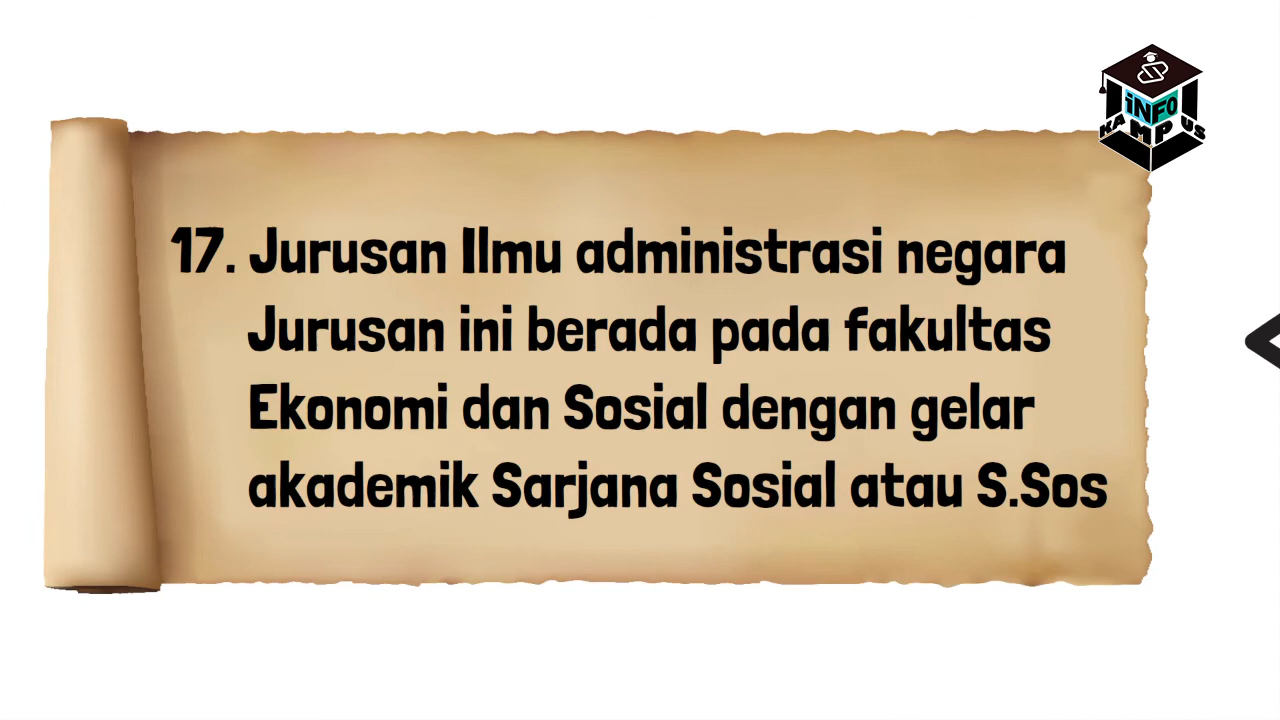 iNFO
KAMPUS
17. Jurusan Ilmu administrasi negara
Jurusan ini berada pada fakultas
Ekonomi dan Sosial dengan gelar
akademik Sarjana Sosial atau S.Sos